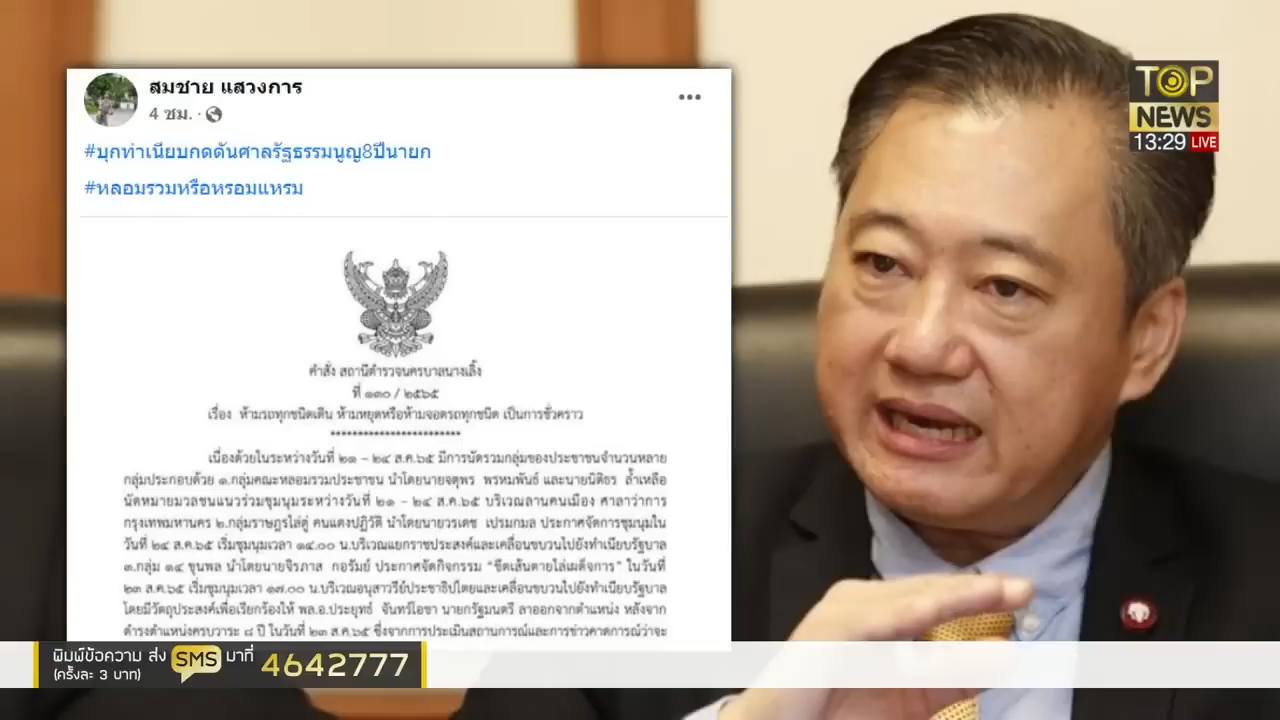 สมชาย แสวงการ
4 ชม.
#บุกทำเนียบกดดันศาลรัฐธรรมนูญ8ปีนายก
#หลอมรวมหรือหรอมแหรม
คำสั่ง สถานีตำรวจนครบาลนางเลิ้ง
ที่ ๑๓๐ / ๒๕๖๕
เรื่อง ห้ามรถทุกชนิดเดิน ห้ามหยุดหรือห้ามจอดรถทุกชนิด เป็นการชั่วคราว
*************************
เนื่องด้วยในระหว่างวันที่ ๒๑ – ๒๔ ส.ค.๖๕ มีการนัดรวมกลุ่มของประชาชนจำนวนหลาย
กลุ่มประกอบด้วย ๑.กลุ่มคณะหลอมรวมประชาชน นำโดยนายจตุพร พรหมพันธ์ และนายนิติธร ล้ำเหลือ
นัดหมายมวลชนแนวร่วมชุมนุมระหว่างวันที่ ๒๑ – ๒๔ ส.ค.๖๕ บริเวณลานคนเมือง ศาลาว่าการ
กรุงเทพมหานคร ๒.กลุ่มราษฎรไล่ตู่ คนแดงปฏิวัติ นำโดยนายวรเดช เปรมกมล ประกาศจัดการชุมนุมใน
วันที่ ๒๔ ส.ค.๖๕ เริ่มชุมนุมเวลา ๑๔.๐๐ น.บริเวณแยกราชประสงค์และเคลื่อนขบวนไปยังทำเนียบรัฐบาล
๓.กลุ่ม ๑๔ ขุนพล นำโดยนายจิรภาส กอรัมย์ ประกาศจัดกิจกรรม "ขีดเส้นตายไล่เผด็จการ" ในวันที่
๒๓ ส.ค.๖๕ เริ่มชุมนุมเวลา ๑๗.๐๐ น.บริเวณอนุสาวรีย์ประชาธิปไตยและเคลื่อนขบวนไปยังทำเนียบรัฐบาล
โดยมีวัตถุประสงค์เพื่อเรียกร้องให้ พล.อ.ประยุทธ์ จันทร์โอชา นายกรัฐมนตรี ลาออกจากตำแหน่ง หลังจาก
ดำรงตำแหน่งครบวาระ ๘ ปี ในวันที่ ๒๓ ส.ค.๖๕ ซึ่งจากการประเมินสถานการณ์และการข่าวคาดการณ์ว่าจะ
TOP
NEWS
13:29 LIVE
พิมพ์ข้อความ ส่ง SMS มาที่ 4642777
(ครั้งละ 3 บาท)